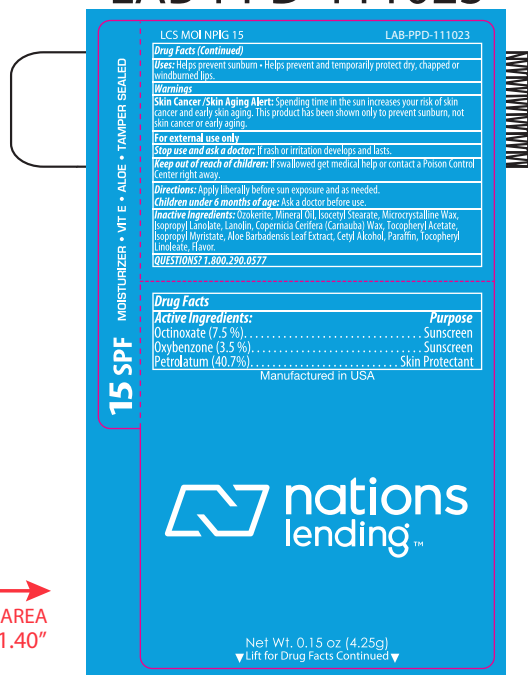 LAB-PPD-111023
LCS MOI NPIG 15 LAB-PPD-111023
Drug Facts (Continued)
Uses: Helps prevent sunburn • Helps prevent and temporarily protect dry, chapped or
windburned lips.
Warnings
Skin Cancer /Skin Aging Alert: Spending time in the sun increases your risk of skin
cancer and early skin aging. This product has been shown only to prevent sunburn, not
skin cancer or early aging.
For external use only
Stop use and ask a doctor: If rash or irritation develops and lasts.
Keep out of reach of children: If swallowed get medical help or contact a Poison Control
Center right away.
Directions: Apply liberally before sun exposure and as needed.
Children under 6 months of age: Ask a doctor before use.
Inactive Ingredients: Ozokerite, Mineral Oil, Isocetyl Stearate, Microcrystalline Wax,
Isopropyl Lanolate, Lanolin, Copernicia Cerifera (Carnauba) Wax, Tocopheryl Acetate,
Isopropyl Myristate, Aloe Barbadensis Leaf Extract, Cetyl Alcohol, Paraffin, Tocopheryl
Linoleate, Flavor.
QUESTIONS? 1.800.290.0577
15 SPF MOISTURIZER • VIT E • ALOE • TAMPER SEALED
Drug Facts
Active Ingredients: Purpose
Octinoxate (7.5 %)..............................Sunscreen
Oxybenzone (3.5 %).............................Sunscreen
Petrolatum (40.7%).........................Skin Protectant
Manufactured in USA
nations
lending™
AREA
1.40”
Net Wt. 0.15 oz (4.25g)
▼Lift for Drug Facts Continued▼